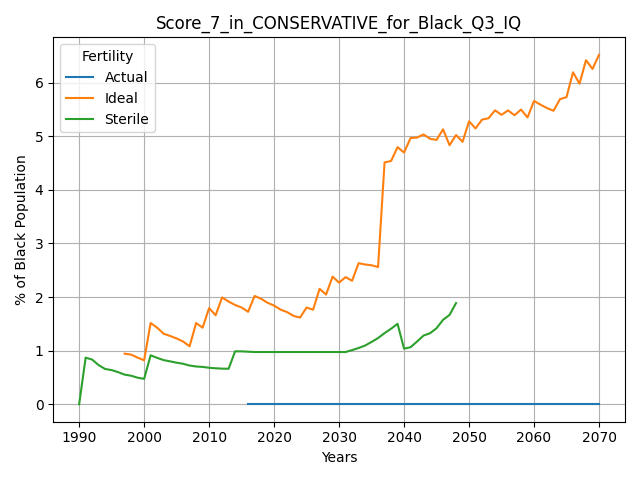 Score_7_in_CONSERVATIVE_for_Black_Q3_IQ
Fertility
Actual
Ideal
Sterile
% of Black Population
6
5
4
3
2
1
0
1990 2000 2010 2020 2030 2040 2050 2060 2070
Years